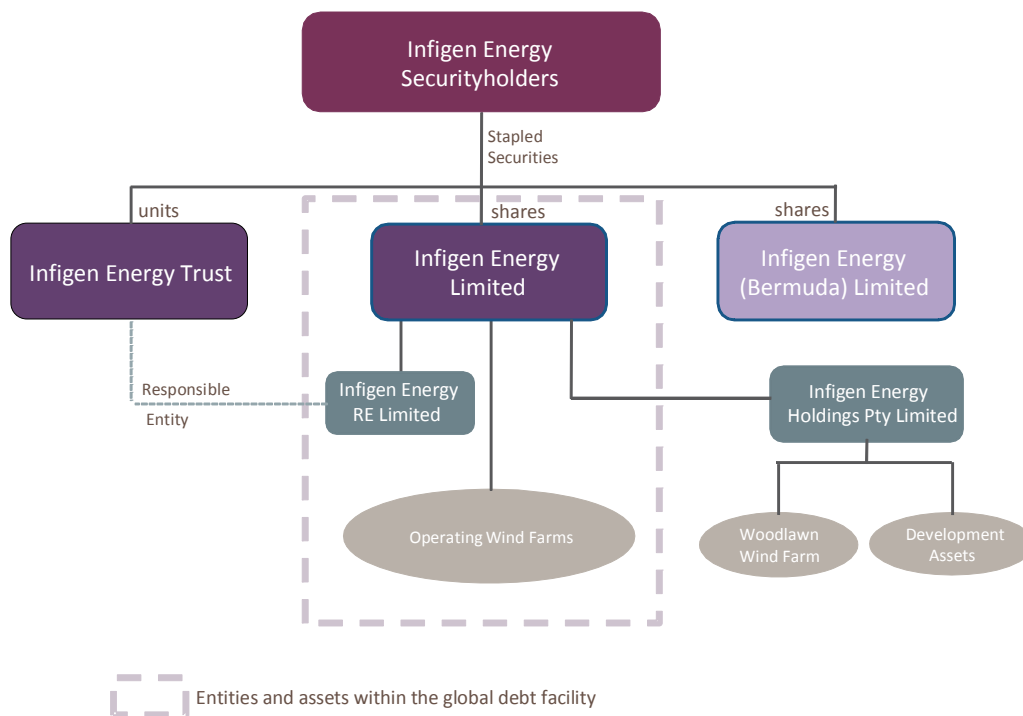 Infigen Energy
Securityholders
Stapled
Securities
units
shares
shares
Infigen Energy Trust
Infigen Energy
Limited
Infigen Energy
(Bermuda) Limited
Responsible
Entity
Infigen Energy
RE Limited
Infigen Energy
Holdings Pty Limited
Operating Wind Farms
Woodlawn
Wind Farm
Development
Assets
Entities and assets within the global debt facility